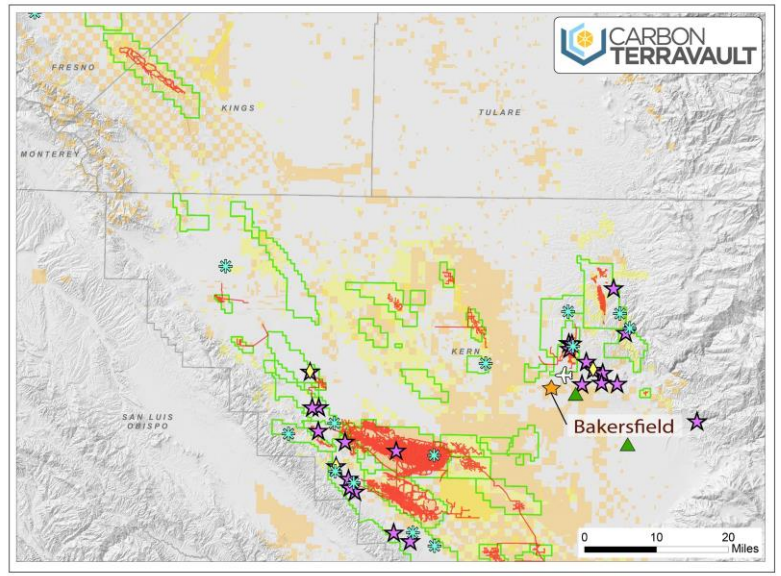 CARBON
TERRAVAULT
FRESNO
KINGS
TULARE
MONTEREY
KERN
SAN LUIS
OBISPO
Bakersfield
0 10 20
Miles